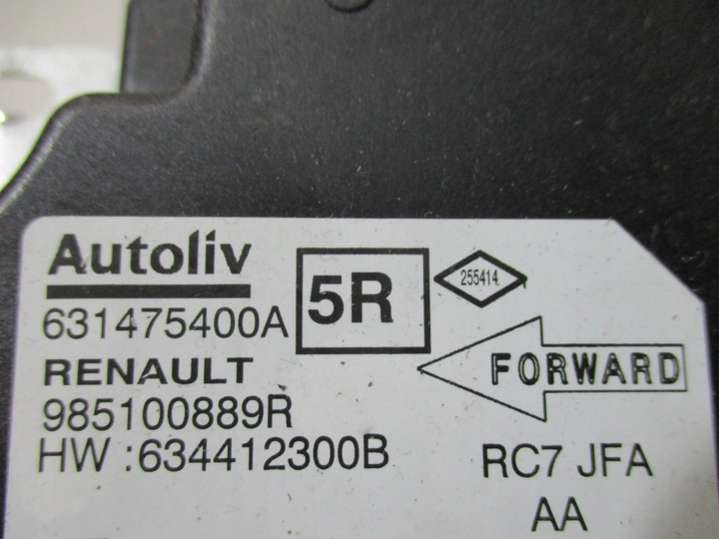 Autoliv
631475400A
5R
255414
RENAULT
985100889R
HW :634412300B
FORWARD
RC7 JFA
AA